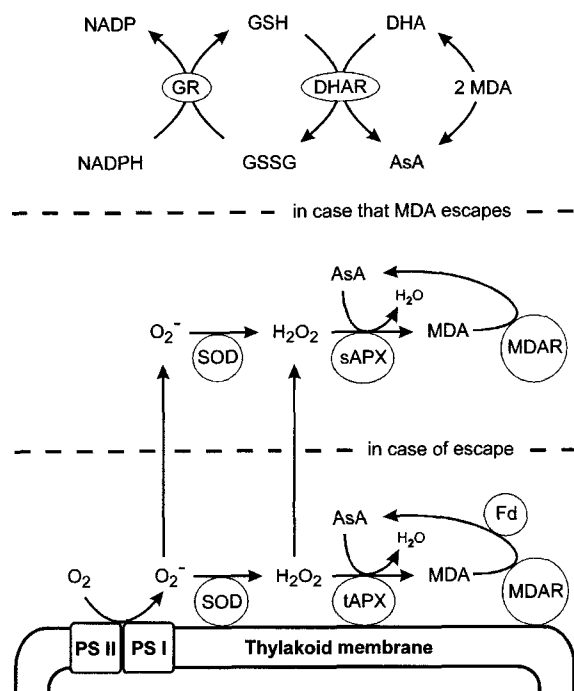 NADP GSH DHA
GR DHAR 2 MDA
NADPH GSSG AsA
in case that MDA escapes
AsA
H₂O
O₂⁻ H₂O₂ MDA
SOD sAPX MDAR
in case of escape
AsA Fd
H₂O
O₂ O₂⁻ H₂O₂ MDA
SOD tAPX MDAR
PS II PS I Thylakoid membrane